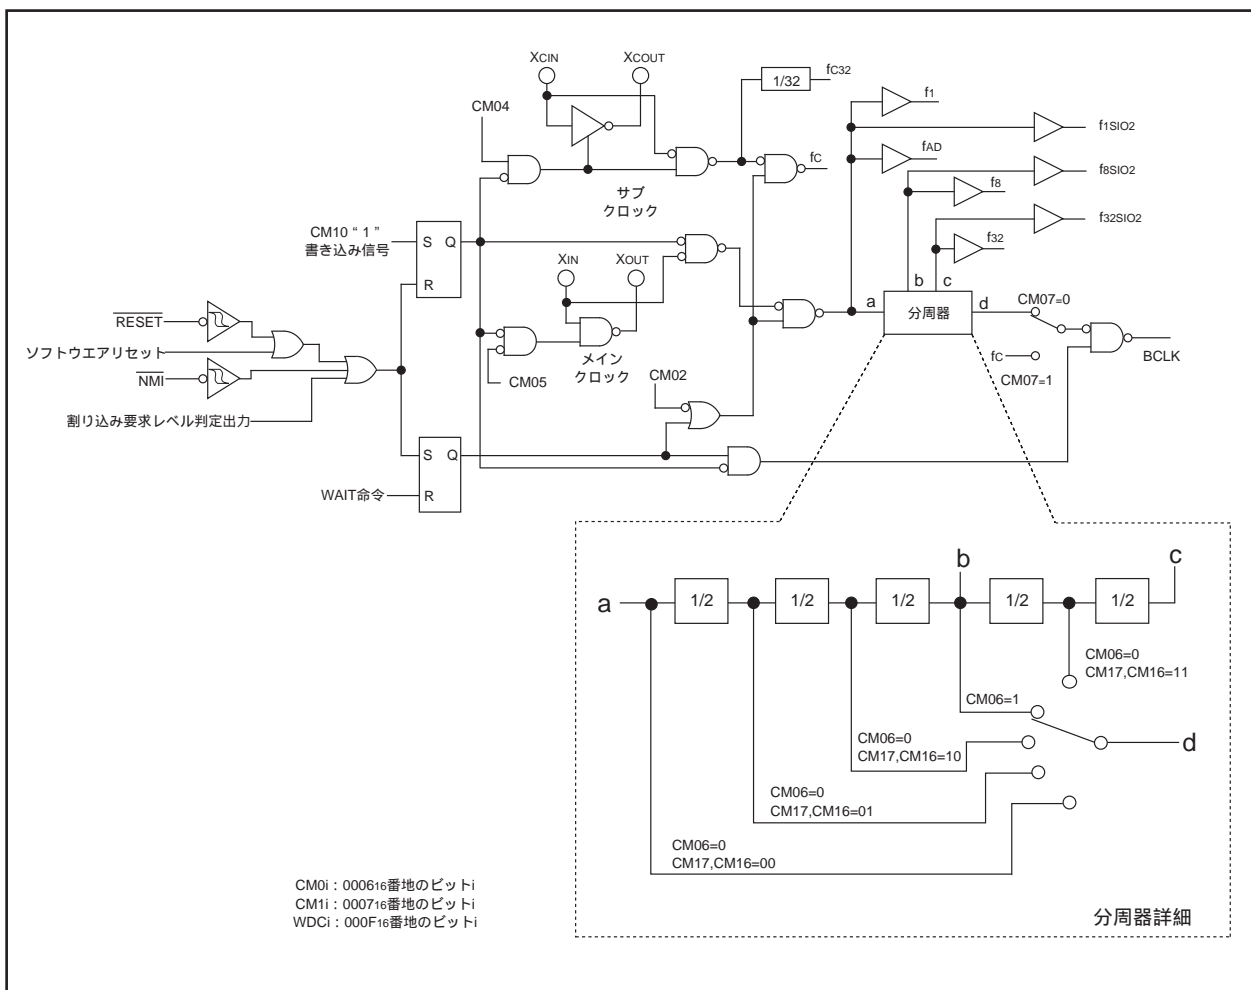 XCIN
XCOUT
1/32
fC32
f1
CM04
f1SIO2
fAD
fC
f8SIO2
サブ
クロック
f8
f32SIO2
CM10 “ 1 ”
書き込み信号
S Q
R
f32
XIN
XOUT
b c
a
分周器
d
CM07=0
RESET
ソフトウエアリセット
NMI
メイン
クロック
fC
CM07=1
BCLK
CM05
CM02
割り込み要求レベル判定出力
S Q
R
WAIT命令
a
1/2
1/2
1/2
b
1/2
1/2
c
CM06=0
CM17,CM16=11
CM06=1
CM06=0
CM17,CM16=10
d
CM06=0
CM17,CM16=01
CM06=0
CM17,CM16=00
CM0i : 000616番地のビットi
CM1i : 000716番地のビットi
WDCi : 000F16番地のビットi
分周器詳細